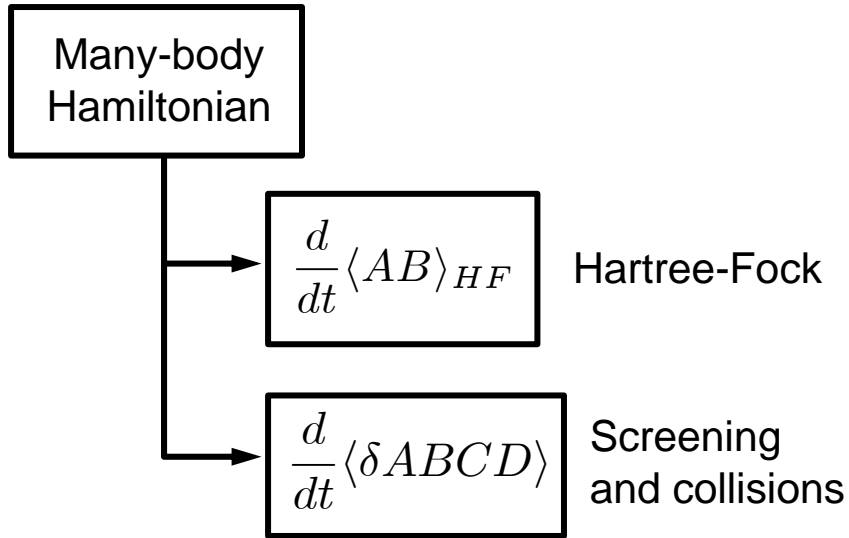 Many-body
Hamiltonian
d/dt ⟨AB⟩_HF
Hartree-Fock
d/dt ⟨δABCD⟩
Screening
and collisions